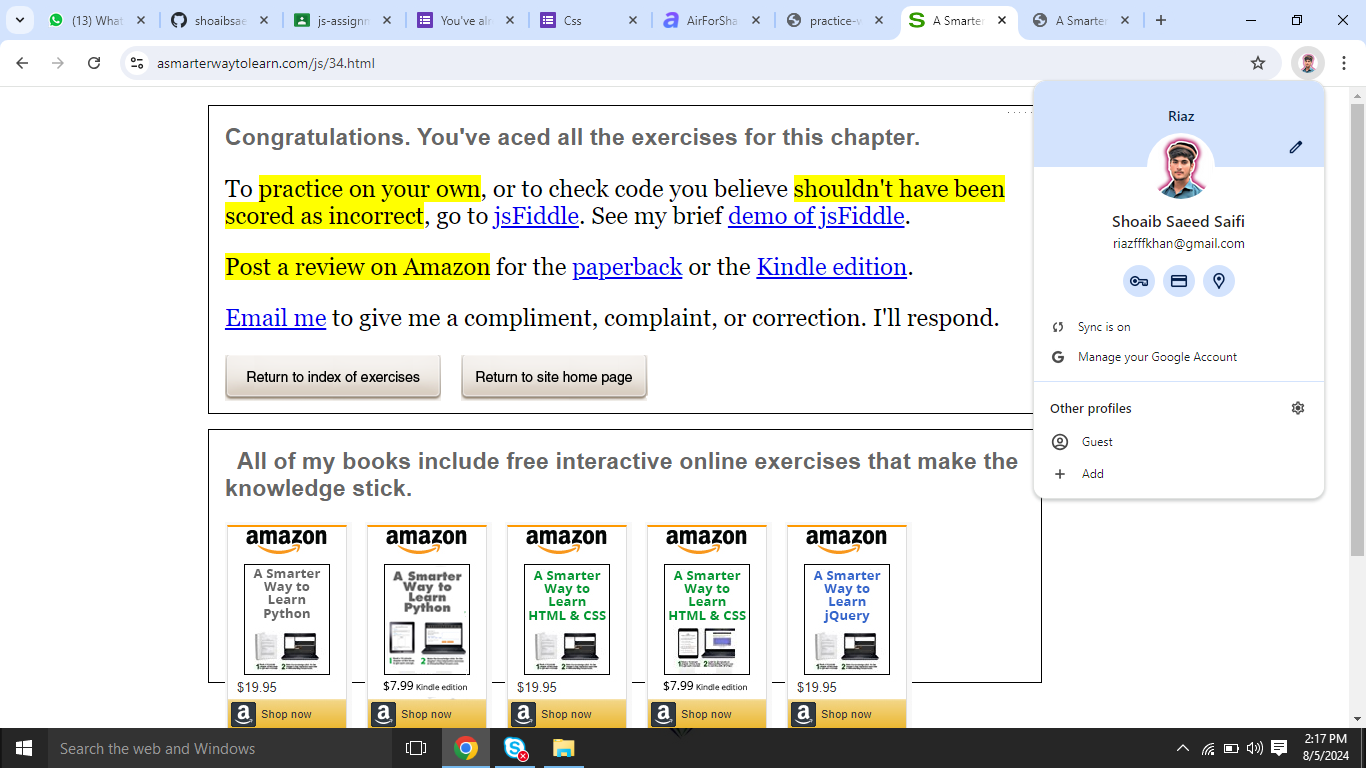 (13) What
shoaibsae
js-assignm
You've alr
Css
AirForSha
practice-w
A Smarter
A Smarter
asmarterwaytolearn.com/js/34.html
Congratulations. You've aced all the exercises for this chapter.
To practice on your own, or to check code you believe shouldn't have been
scored as incorrect, go to jsFiddle. See my brief demo of jsFiddle.
Post a review on Amazon for the paperback or the Kindle edition.
Email me to give me a compliment, complaint, or correction. I'll respond.
Return to index of exercises
Return to site home page
Riaz
Shoaib Saeed Saifi
riazfffkhan@gmail.com
Sync is on
Manage your Google Account
Other profiles
Guest
Add
All of my books include free interactive online exercises that make the
knowledge stick.
amazon
A Smarter
Way to
Learn
Python
$19.95
Shop now
amazon
A Smarter
Way to
Learn
Python
$7.99 Kindle edition
Shop now
amazon
A Smarter
Way to
Learn
HTML & CSS
$19.95
Shop now
amazon
A Smarter
Way to
Learn
HTML & CSS
$7.99 Kindle edition
Shop now
amazon
A Smarter
Way to
Learn
jQuery
$19.95
Shop now
Search the web and Windows
2:17 PM
8/5/2024